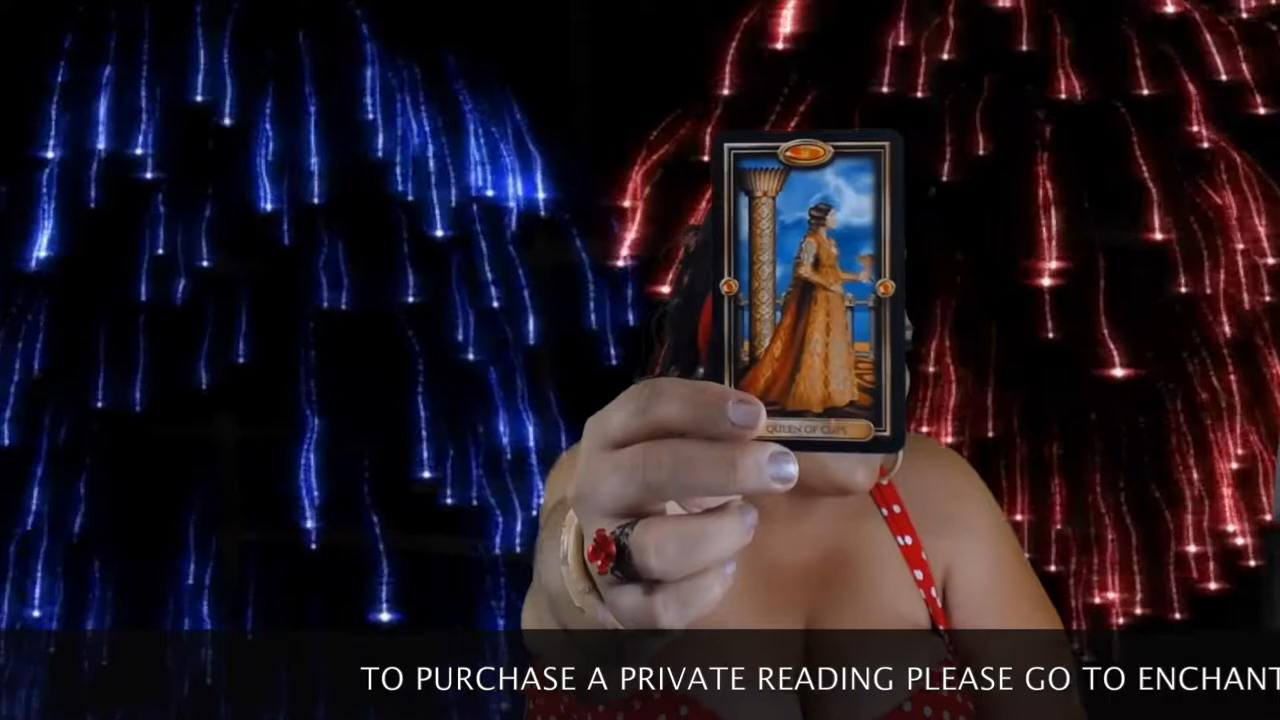 QUEEN OF CUPS
TO PURCHASE A PRIVATE READING PLEASE GO TO ENCHANT